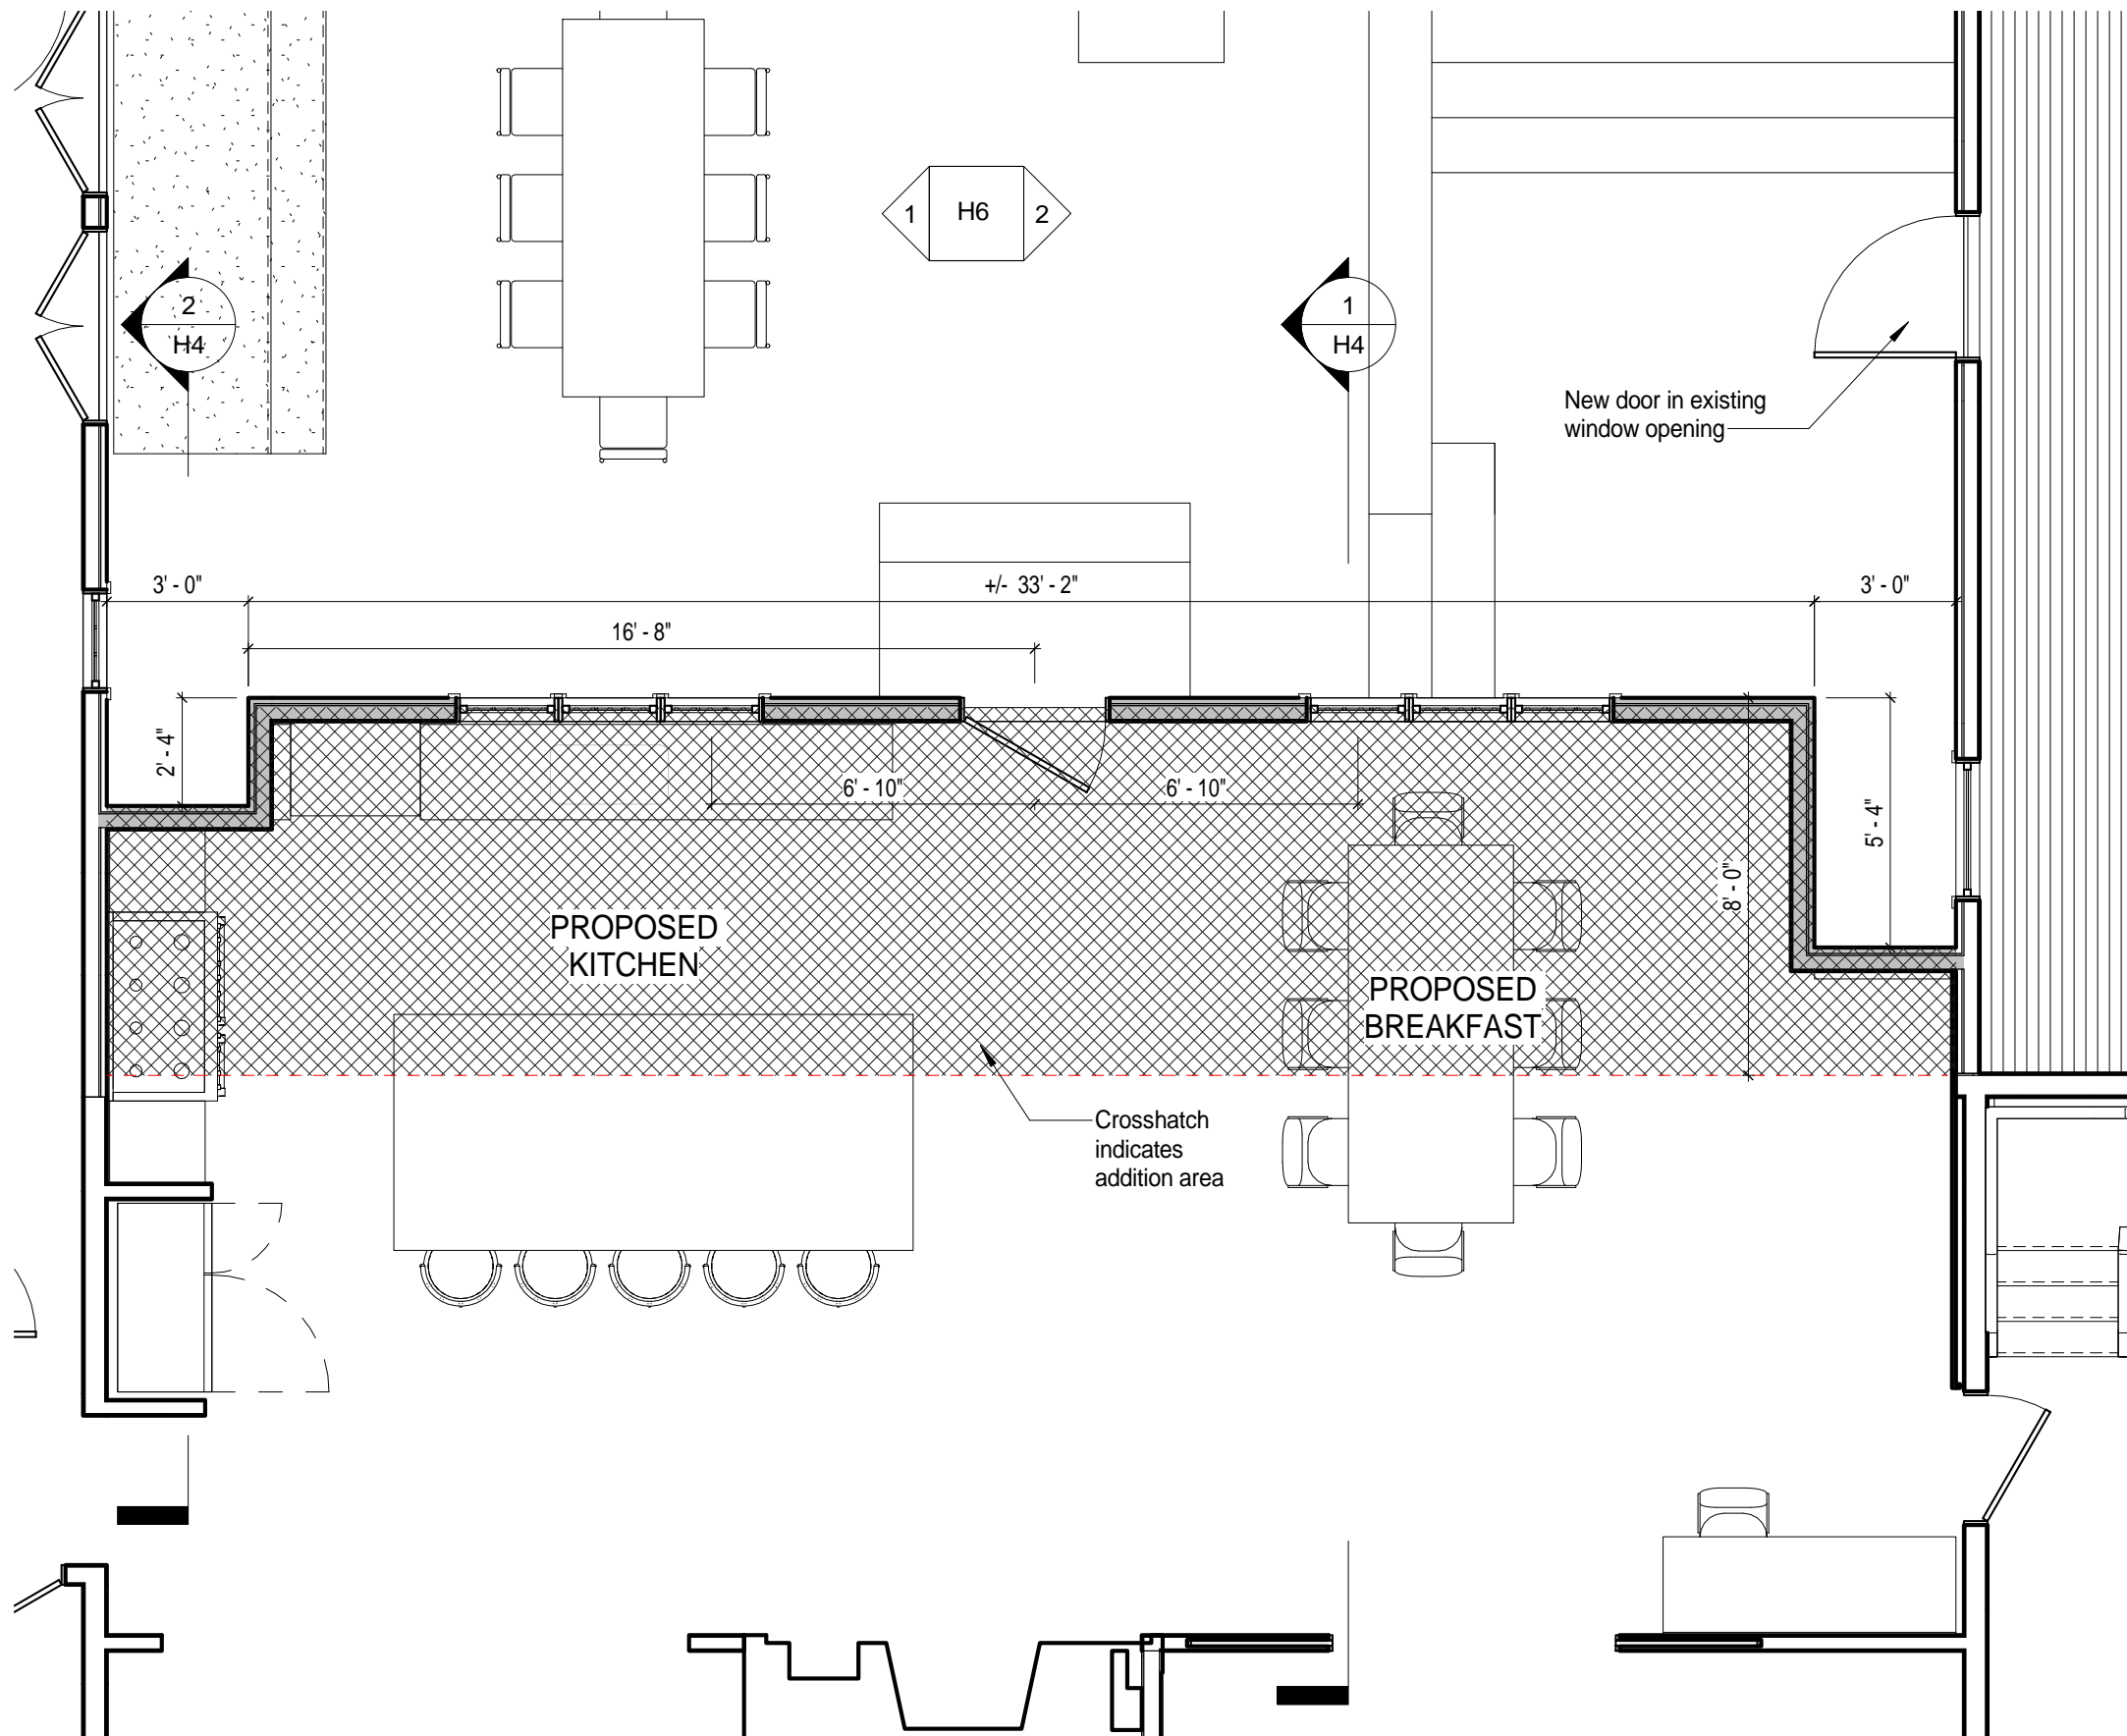 1
H6
2
2
H4
1
H4
New door in existing
window opening
3' - 0"
+/- 33' - 2"
3' - 0"
16' - 8"
2' - 4"
6' - 10"
6' - 10"
8' - 0"
5' - 4"
PROPOSED
KITCHEN
PROPOSED
BREAKFAST
Crosshatch
indicates
addition area